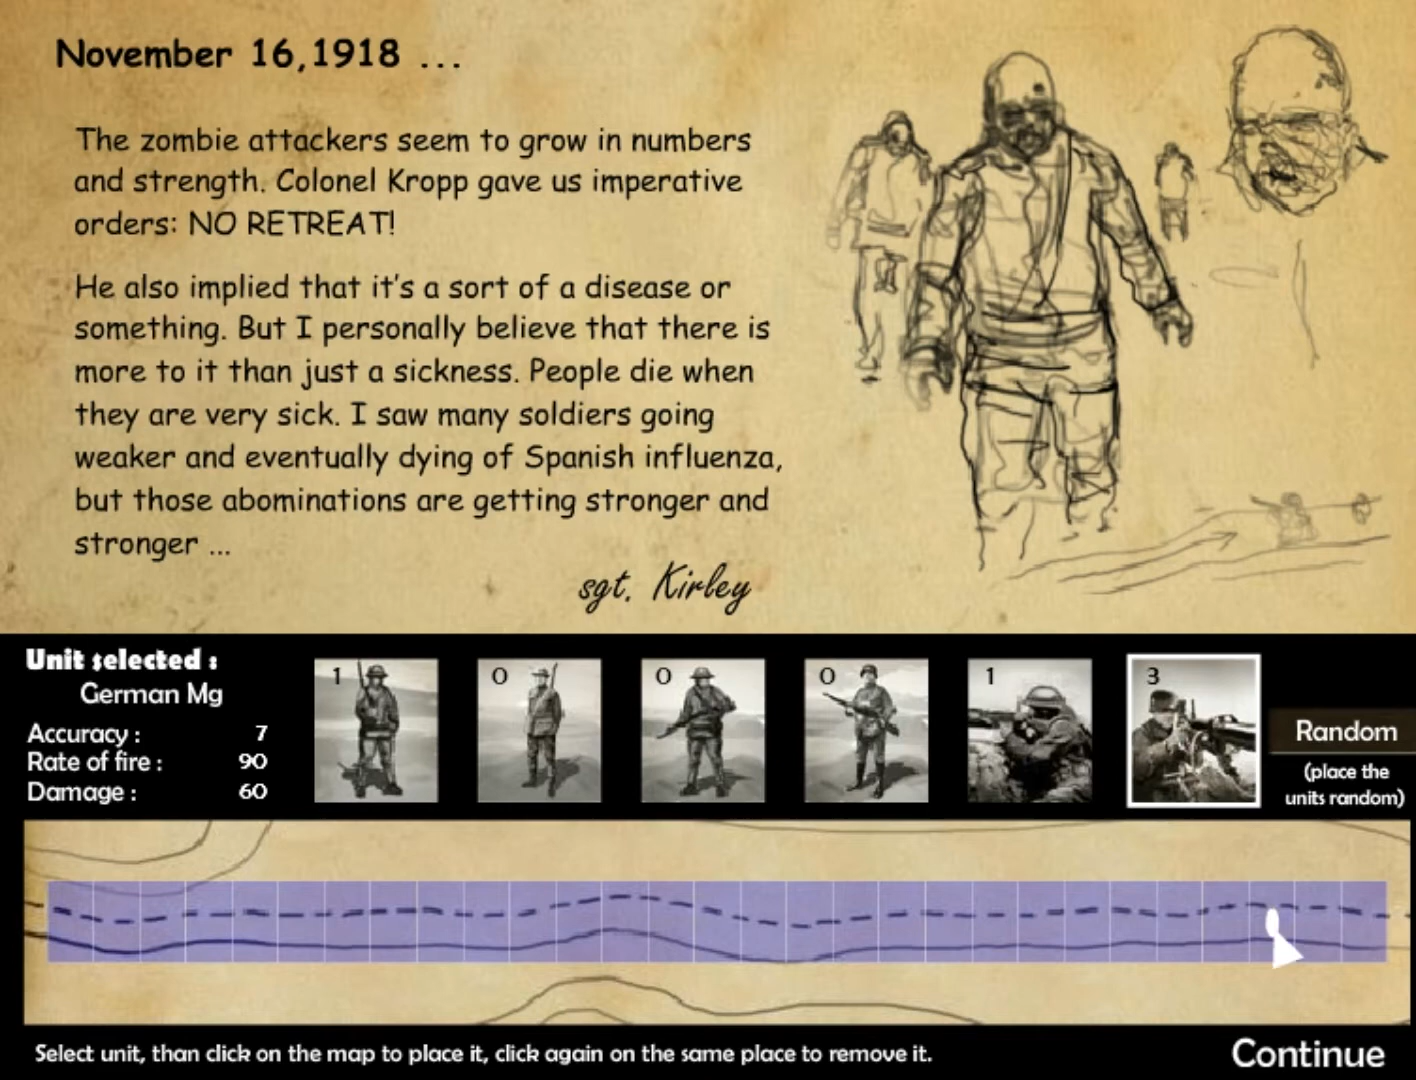 November 16,1918 ...
The zombie attackers seem to grow in numbers
and strength. Colonel Kropp gave us imperative
orders: NO RETREAT!
He also implied that it's a sort of a disease or
something. But I personally believe that there is
more to it than just a sickness. People die when
they are very sick. I saw many soldiers going
weaker and eventually dying of Spanish influenza,
but those abominations are getting stronger and
stronger ...
sgt. Kirley
Unit selected :
German Mg
Accuracy : 7
Rate of fire : 90
Damage : 60
1 0 0 0 1 3
Random
(place the
units random)
Select unit, than click on the map to place it, click again on the same place to remove it.
Continue